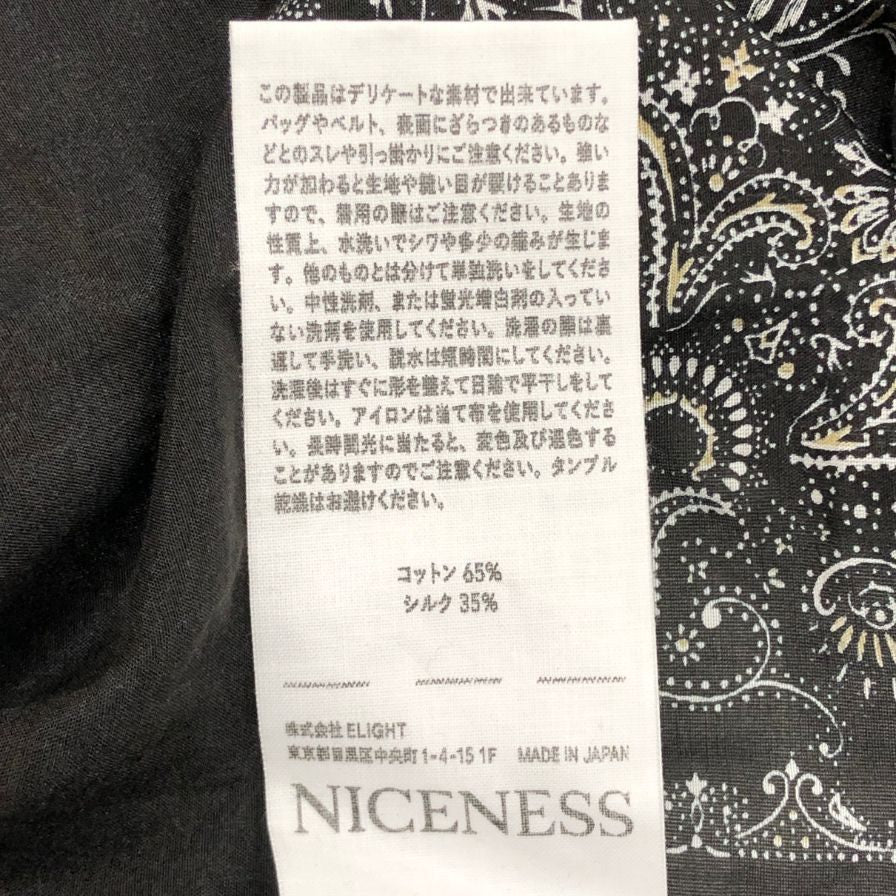 この製品はデリケートな素材で出来ています。
バッグやベルト、表面にざらつきのあるものな
どとのスレや引っ掛かりにご注意ください。強い
力が加わると生地や縫い目が裂けることありま
すので、着用の際はご注意ください。生地の
性質上、水洗いでシワや多少の縮みが生じま
す。他のものとは分けて単独洗いをしてくださ
い。中性洗剤、または蛍光増白剤の入ってい
ない洗剤を使用してください。洗濯の際は裏
返して手洗い、脱水は短時間にしてください。
洗濯後はすぐに形を整えて日陰で平干しをして
ください。アイロンは当て布を使用してくださ
い。長時間光に当たると、変色及び退色する
ことがありますのでご注意ください。タンブル
乾燥はお避けください。
コットン 65%
シルク 35%
株式会社 ELIGHT
東京都目黒区中央町1-4-15 1F MADE IN JAPAN
NICENESS